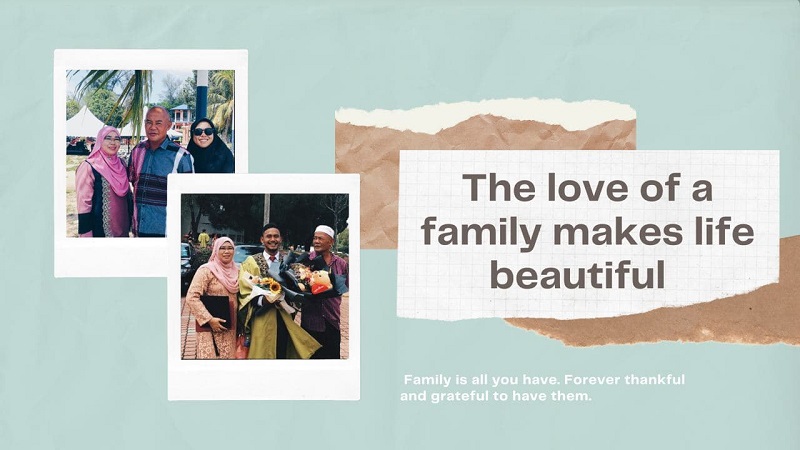 The love of a
family makes life
beautiful
Family is all you have. Forever thankful
and grateful to have them.